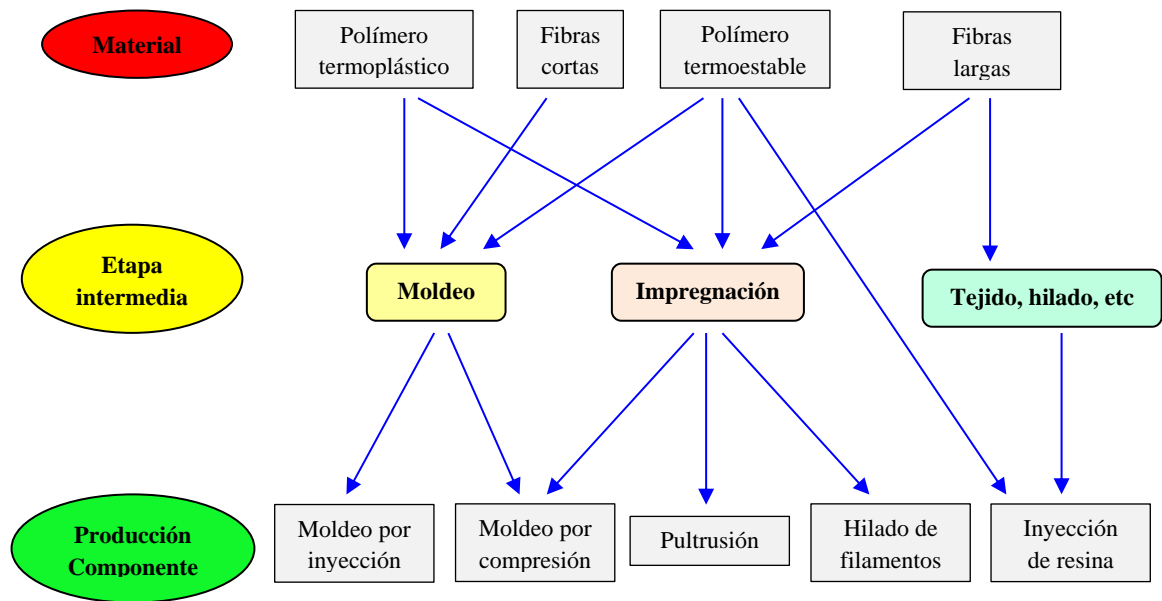 Material
Polímero
termoplástico
Fibras
cortas
Polímero
termoestable
Fibras
largas
Etapa
intermedia
Moldeo
Impregnación
Tejido, hilado, etc
Producción
Componente
Moldeo por
inyección
Moldeo por
compresión
Pultrusión
Hilado de
filamentos
Inyección
de resina